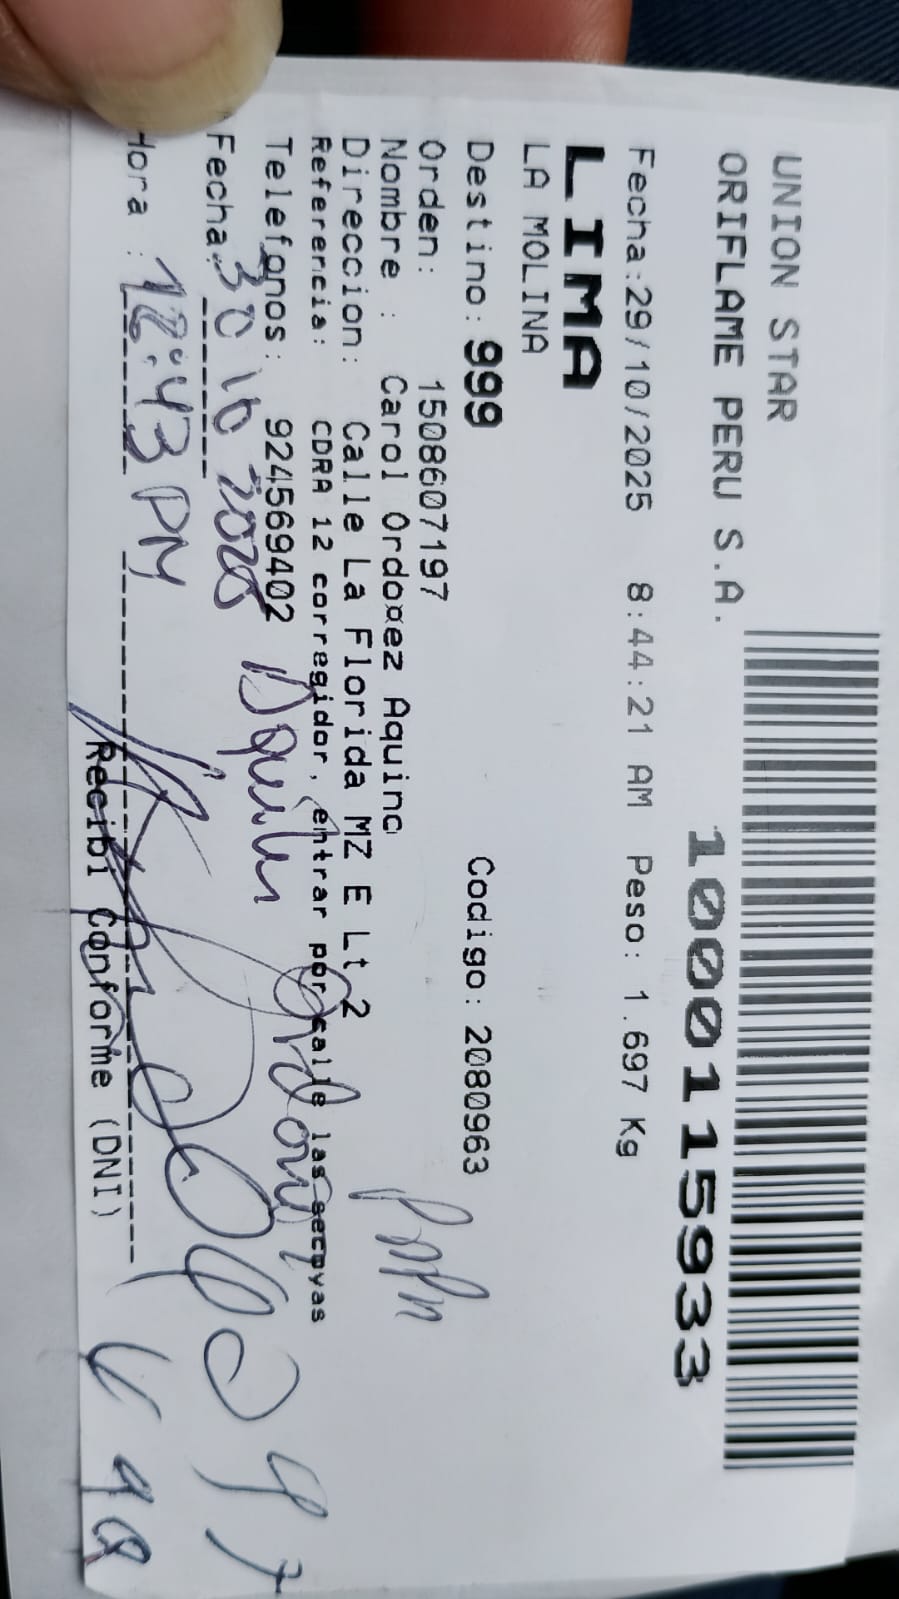 UNION STAR
ORIFLAME PERU S.A.
1000115933
Fecha:29/10/2025 8:44:21 AM Peso: 1.697 Kg
LIMA
LA MOLINA
Destino: 999 Codigo: 2080963
Orden: 1508607197
Nombre : Carol Ordoñez Aquino
Direccion: Calle La Florida MZ E Lt 2
Referencia: CDRA 12 corregidor, entrar por calle las secoyas
Telefonos: 924569402
Fecha: 30 10 2025
Hora : 12:43 PM
Recibi Conforme (DNI)